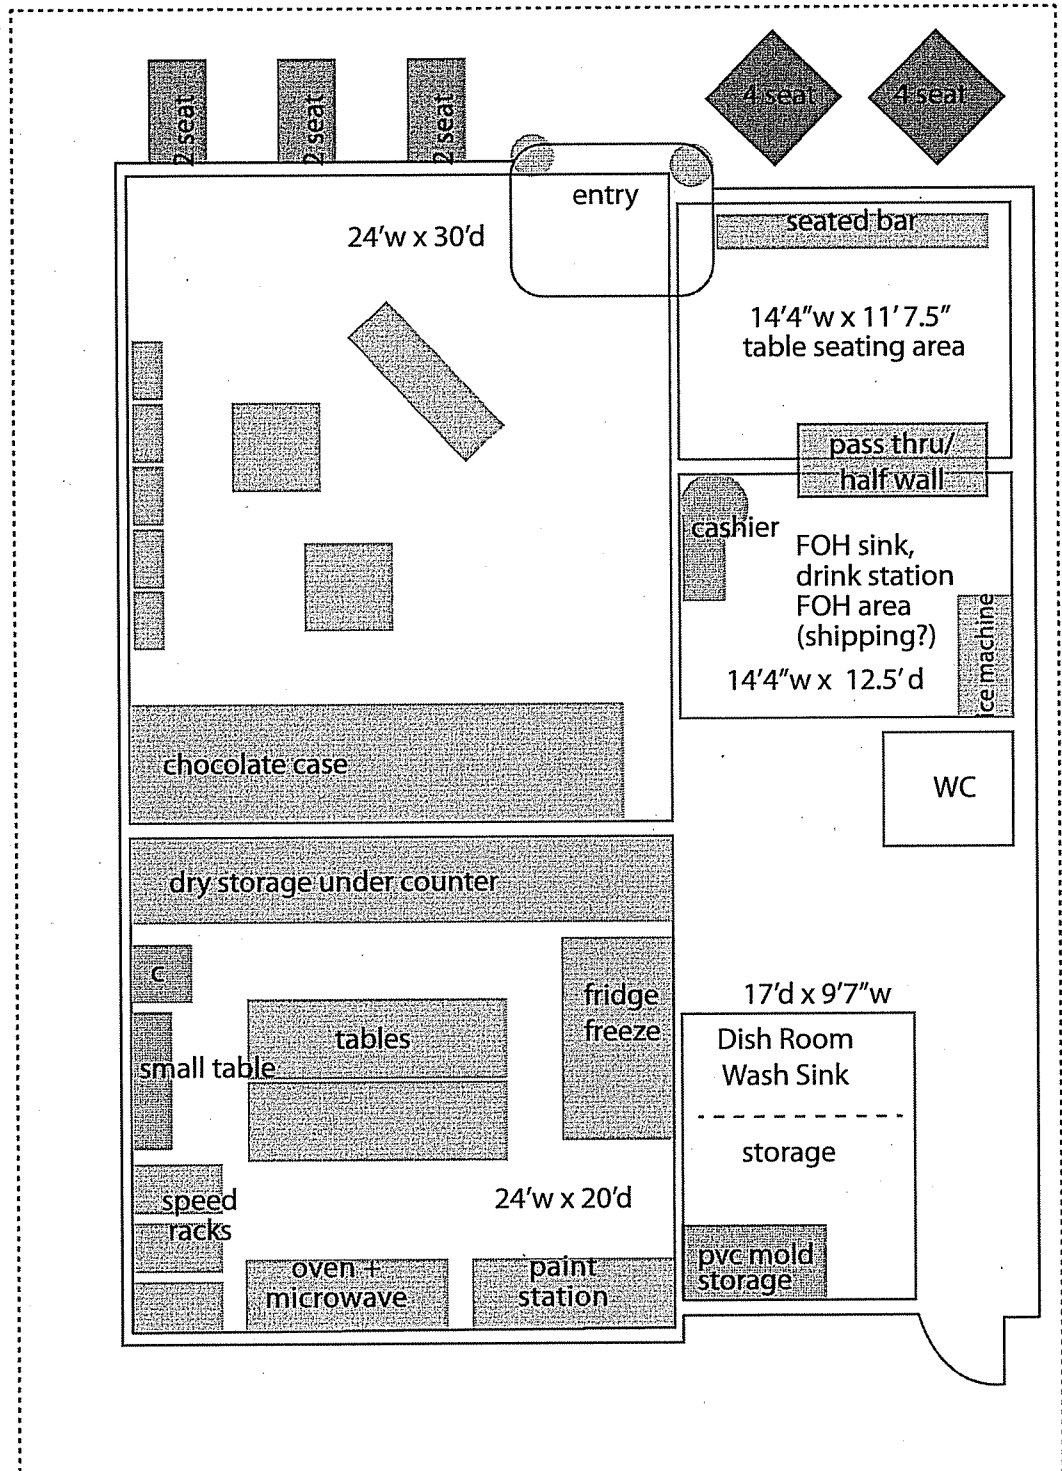 2 seat
2 seat
2 seat
4 seat
4 seat
entry
24'w x 30'd
seated bar
14'4"w x 11'7.5"
table seating area
pass thru/
half wall
cashier
FOH sink,
drink station
FOH area
(shipping?)
ice machine
14'4"w x 12.5'd
chocolate case
WC
dry storage under counter
c
fridge
freeze
17'd x 9'7"w
tables
Dish Room
Wash Sink
small table
storage
speed
racks
24'w x 20'd
oven +
microwave
paint
station
pvc mold
storage